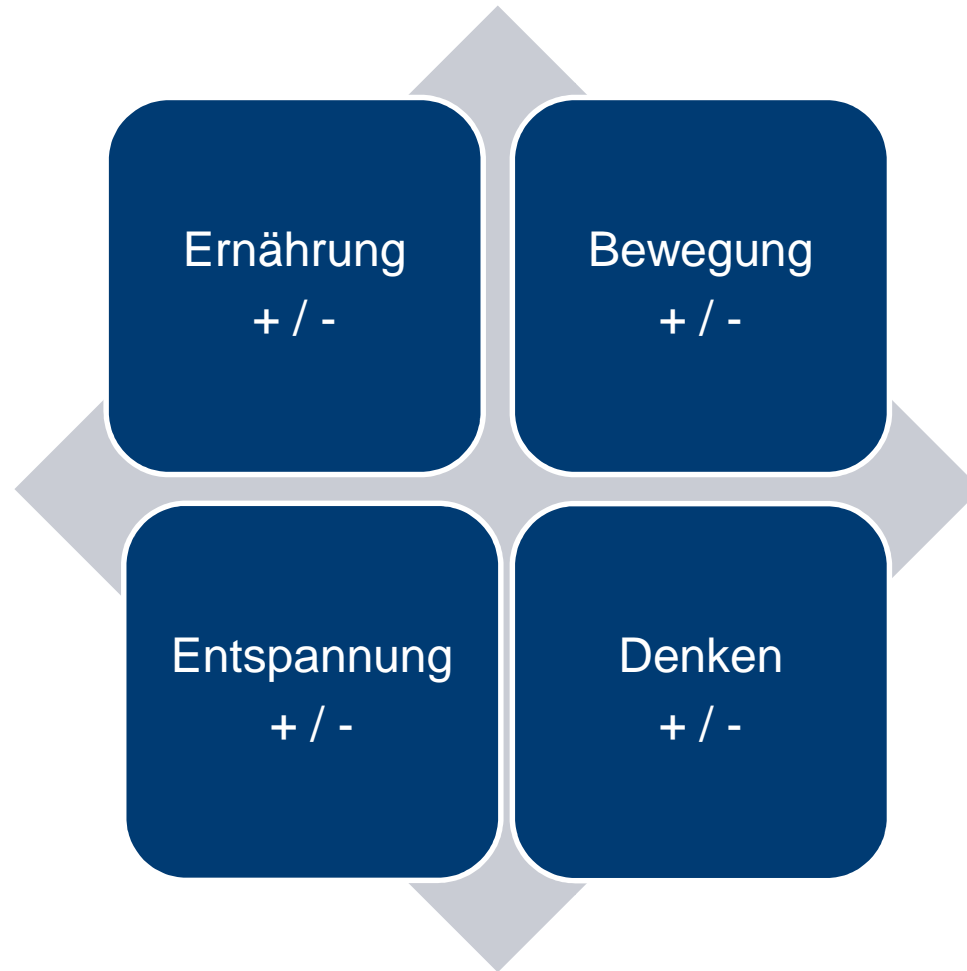 Ernährung
+ / -
Bewegung
+ / -
Entspannung
+ / -
Denken
+ / -